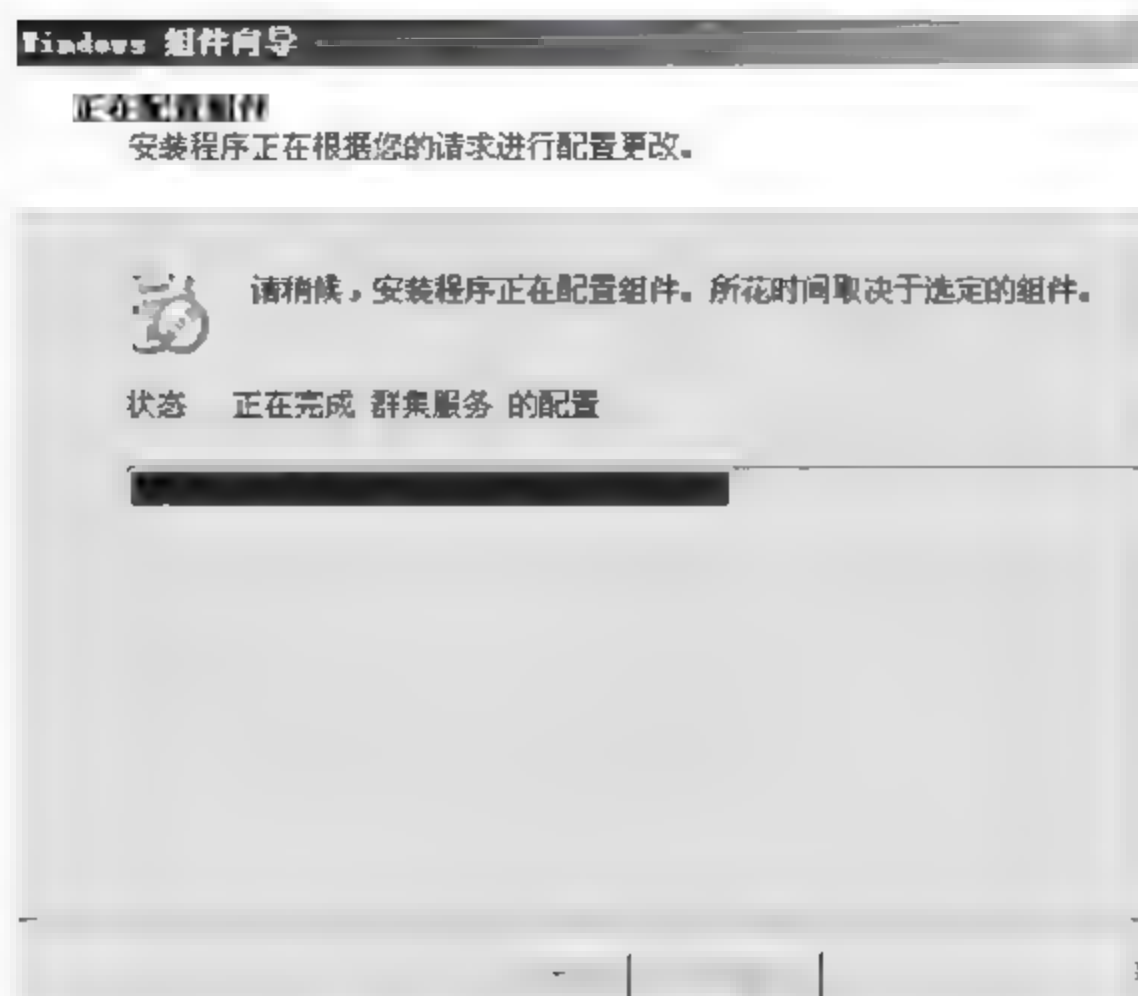 Windows 组件向导
正在配置组件
安装程序正在根据您的请求进行配置更改。
请稍候，安装程序正在配置组件。所花时间取决于选定的组件。
状态 正在完成 群集服务 的配置